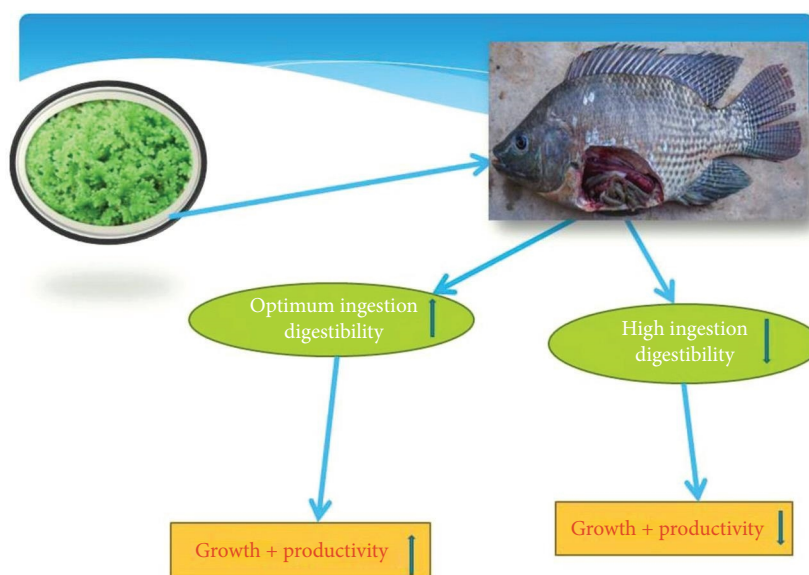 Optimum ingestion
digestibility
High ingestion
digestibility
Growth + productivity
Growth + productivity